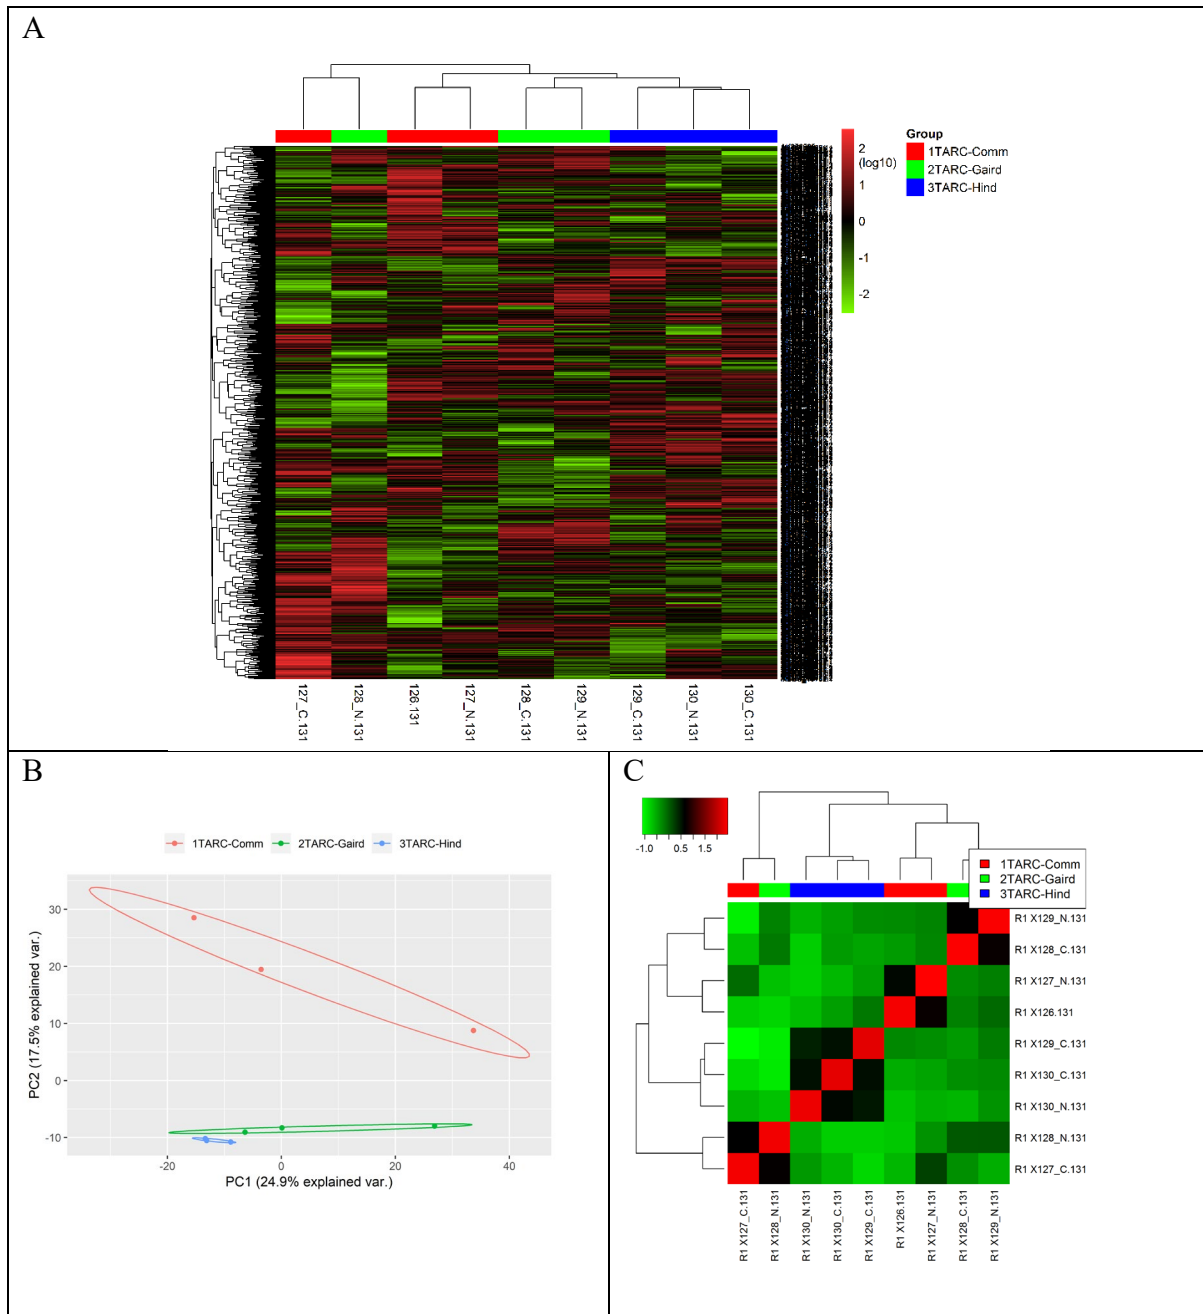 A
Group
2
(log10)
1
0
-1
-2
1TARC-Comm
2TARC-Gaird
3TARC-Hind
127_C.131
128_N.131
126.131
127_N.131
128_C.131
129_N.131
129_C.131
130_N.131
130_C.131
B
1TARC-Comm 2TARC-Gaird 3TARC-Hind
PC2 (17.5% explained var.)
30
20
10
0
-10
-20 0 20 40
PC1 (24.9% explained var.)
C
-1.0 0.5 1.5
1TARC-Comm
2TARC-Gaird
3TARC-Hind
R1 X129_N.131
R1 X128_C.131
R1 X127_N.131
R1 X126.131
R1 X129_C.131
R1 X130_C.131
R1 X130_N.131
R1 X128_N.131
R1 X127_C.131
R1 X127_C.131
R1 X128_N.131
R1 X130_N.131
R1 X130_C.131
R1 X129_C.131
R1 X126.131
R1 X127_N.131
R1 X128_C.131
R1 X129_N.131